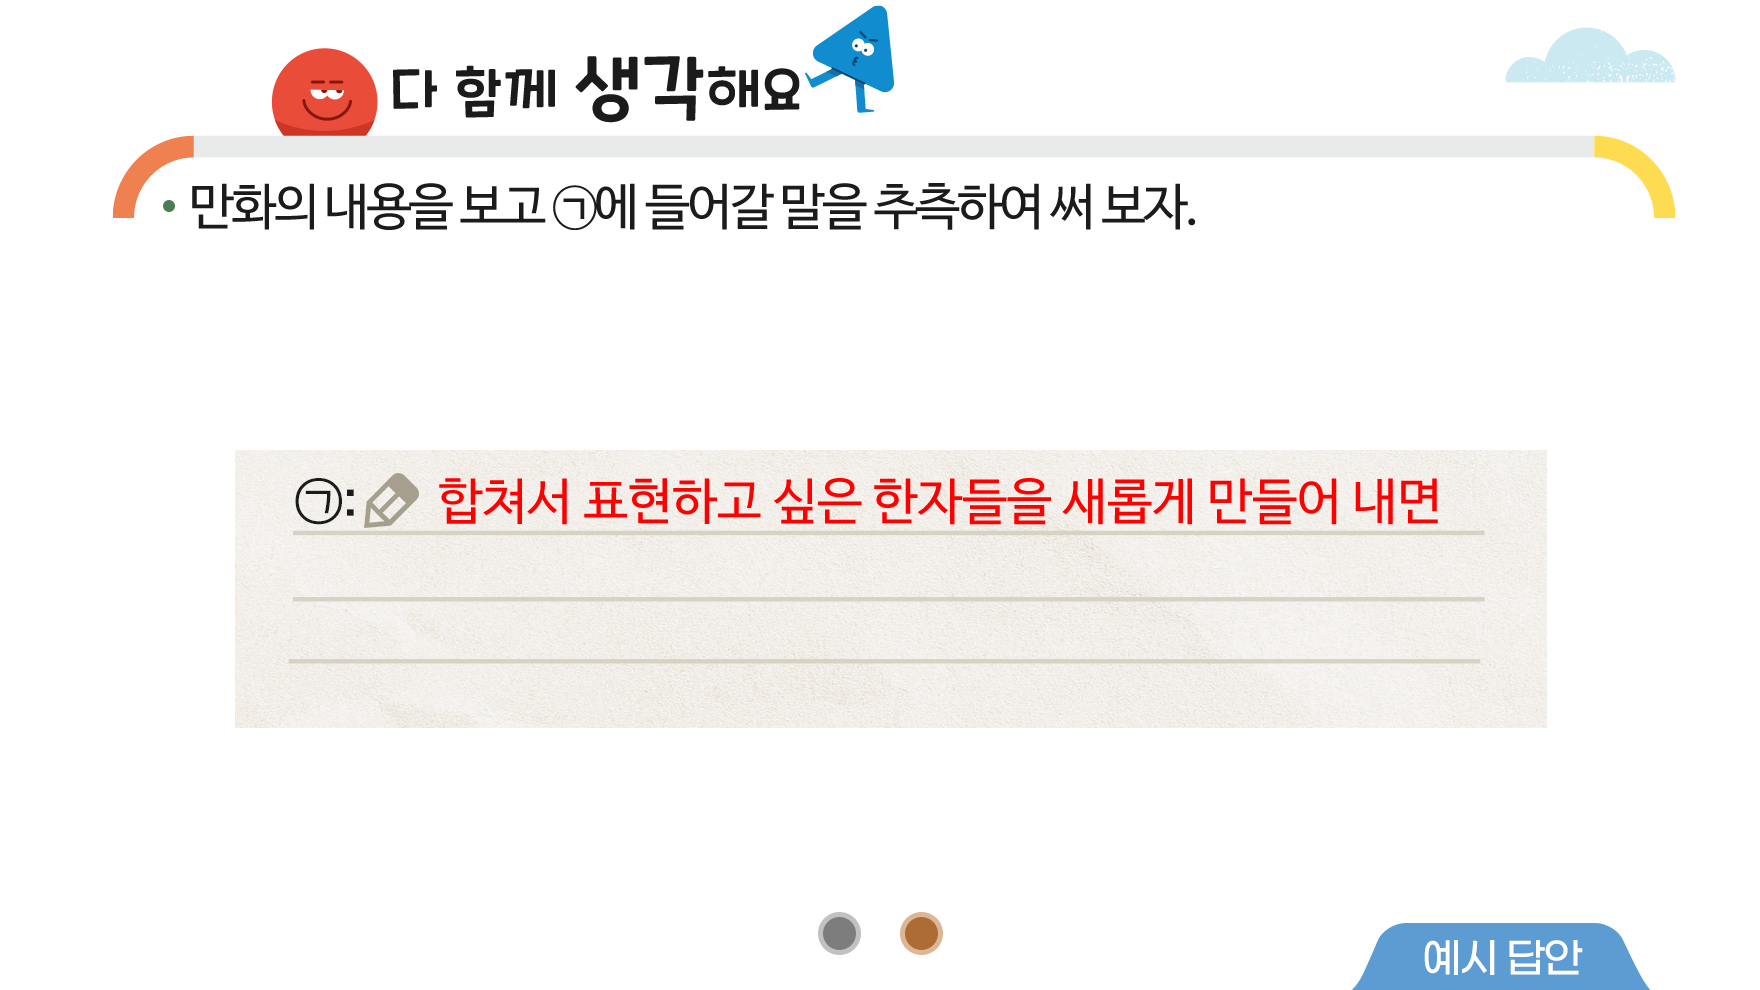 다 함께 생각해요
• 만화의 내용을 보고 ㉠에 들어갈 말을 추측하여 써 보자.
㉠: 합쳐서 표현하고 싶은 한자들을 새롭게 만들어 내면
예시 답안